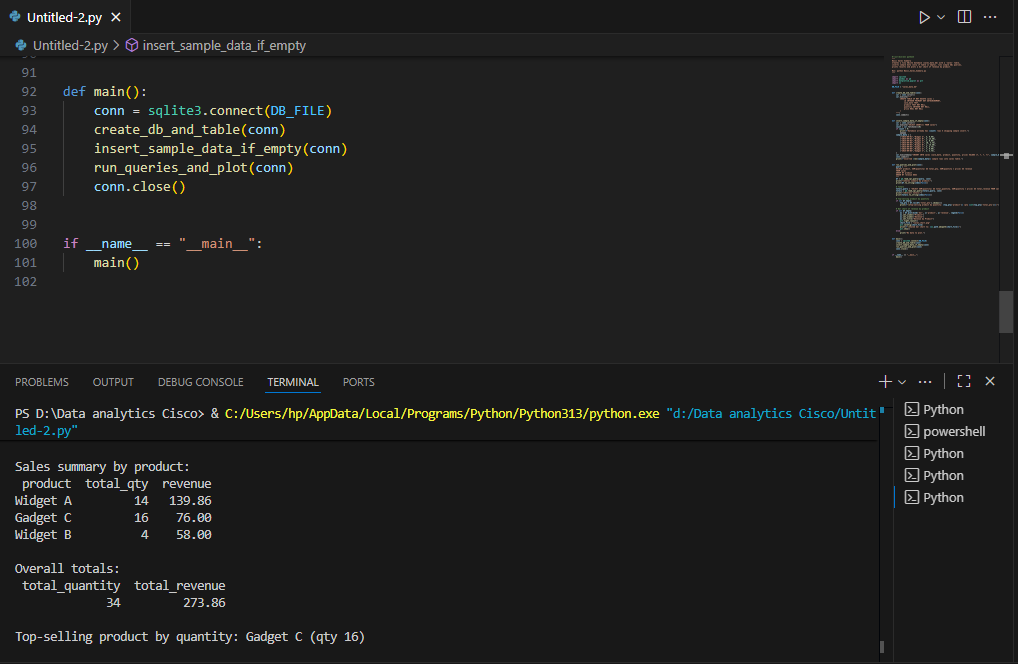 Untitled-2.py
Untitled-2.py > insert_sample_data_if_empty
91
92 def main():
93     conn = sqlite3.connect(DB_FILE)
94     create_db_and_table(conn)
95     insert_sample_data_if_empty(conn)
96     run_queries_and_plot(conn)
97     conn.close()
98
99
100 if __name__ == "__main__":
101     main()
102
PROBLEMS OUTPUT DEBUG CONSOLE TERMINAL PORTS
PS D:\Data analytics Cisco> & C:/Users/hp/AppData/Local/Programs/Python/Python313/python.exe "d:/Data analytics Cisco/Untit
led-2.py"
Sales summary by product:
product total_qty revenue
Widget A 14 139.86
Gadget C 16 76.00
Widget B 4 58.00
Overall totals:
total_quantity total_revenue
34 273.86
Top-selling product by quantity: Gadget C (qty 16)
Python
powershell
Python
Python
Python